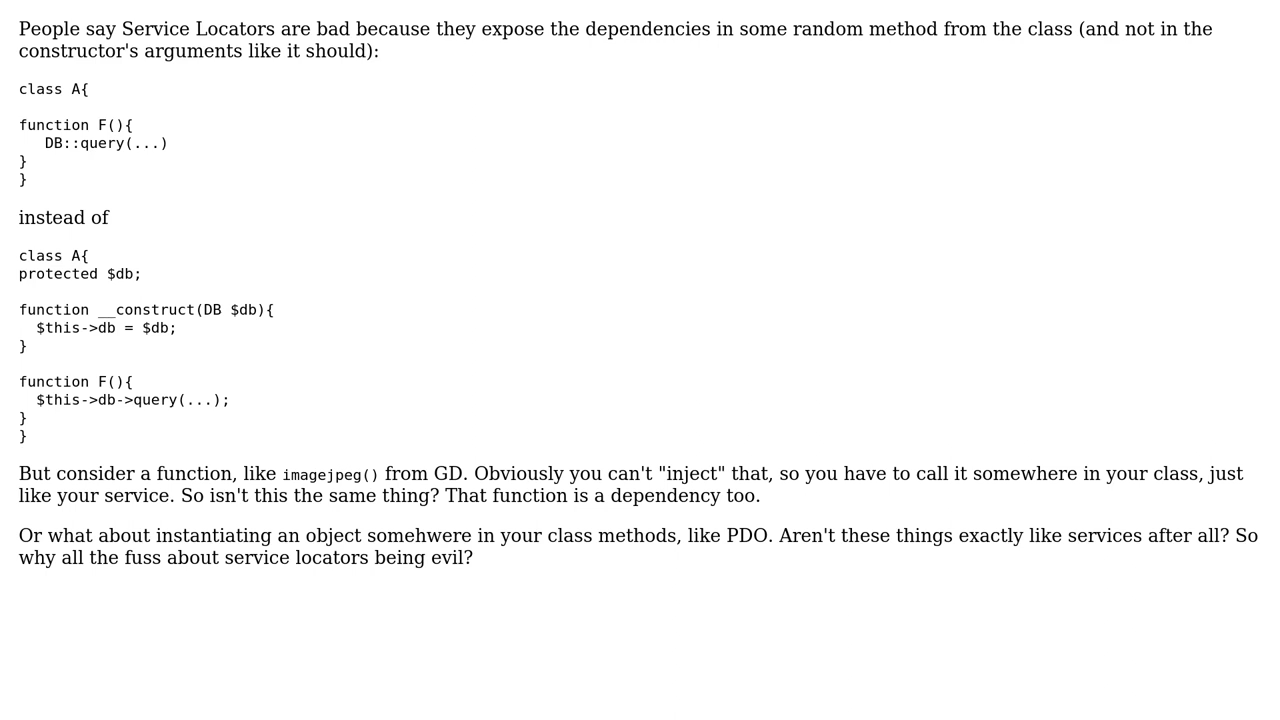 People say Service Locators are bad because they expose the dependencies in some random method from the class (and not in the
constructor's arguments like it should):
class A{
function F(){
   DB::query(...)
}
}
instead of
class A{
protected $db;
function __construct(DB $db){
  $this->db = $db;
}
function F(){
  $this->db->query(...);
}
}
But consider a function, like imagejpeg() from GD. Obviously you can't "inject" that, so you have to call it somewhere in your class, just
like your service. So isn't this the same thing? That function is a dependency too.
Or what about instantiating an object somehwere in your class methods, like PDO. Aren't these things exactly like services after all? So
why all the fuss about service locators being evil?